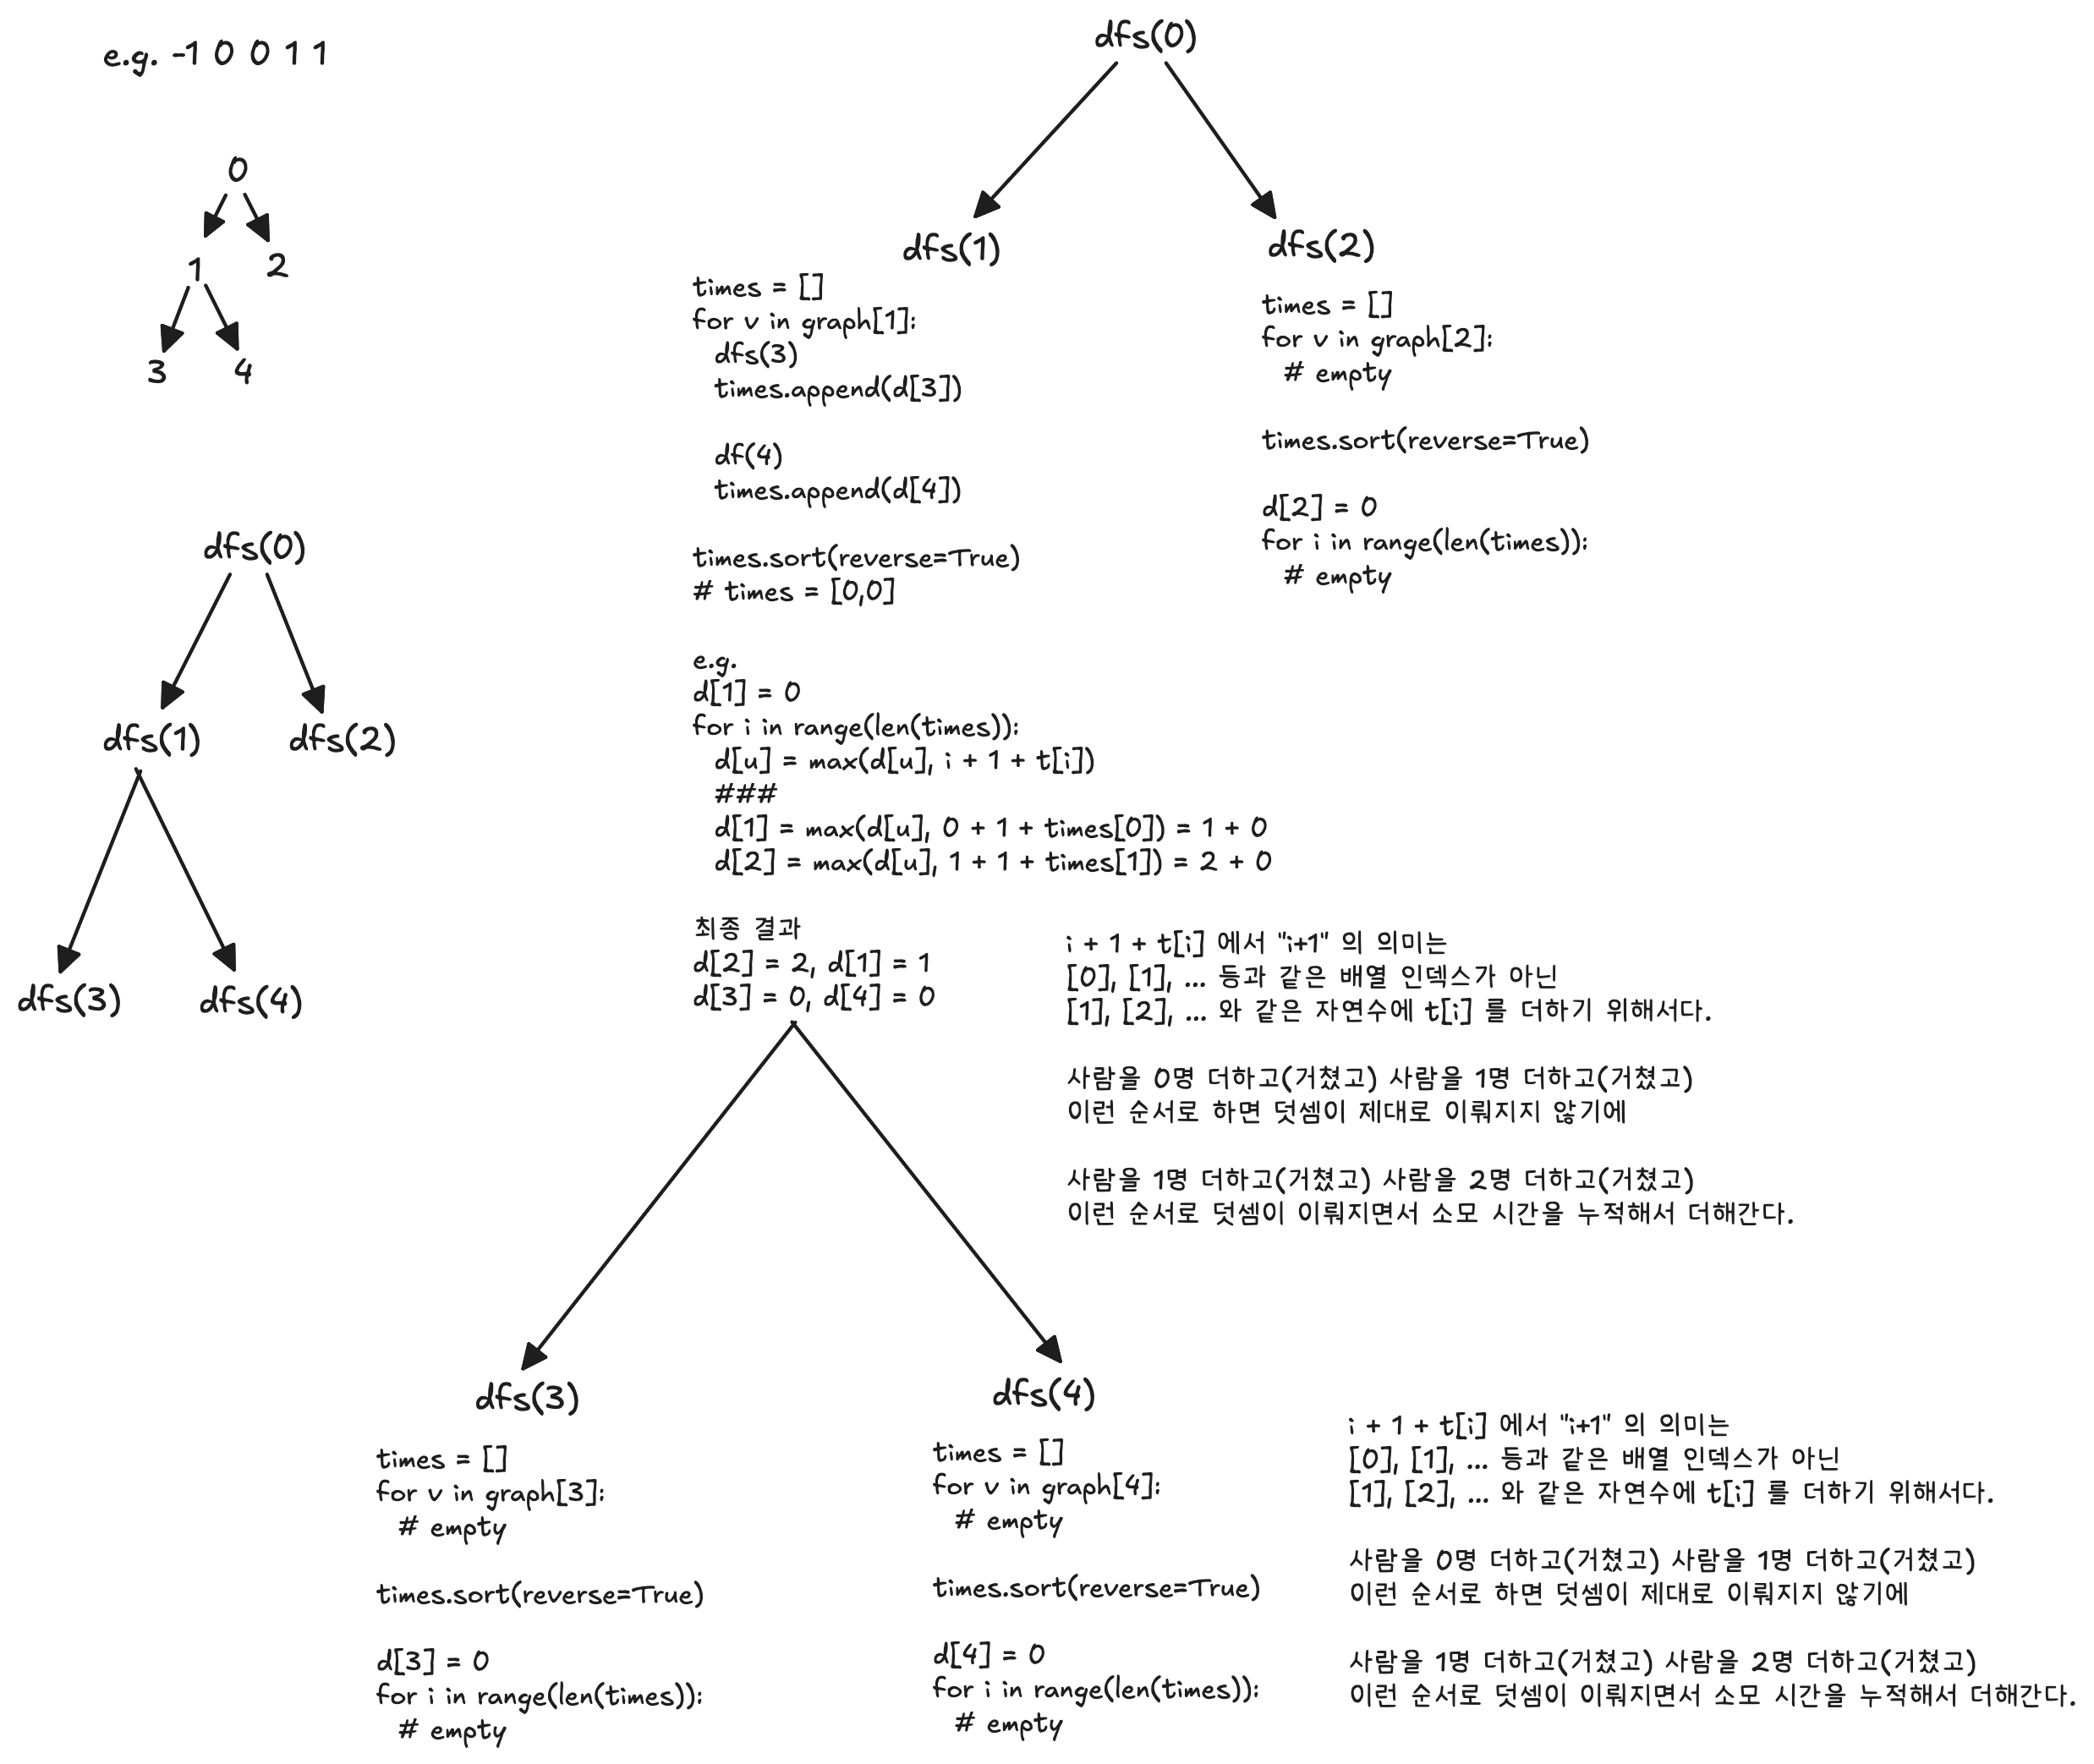 e.g. -1 0 0 1 1
0
1
2
3
4
dfs(0)
dfs(1)
dfs(2)
dfs(3)
dfs(4)
dfs(0)
dfs(1)
times = []
for v in graph[1]:
dfs(3)
times.append(d[3])
df(4)
times.append(d[4])
times.sort(reverse=True)
# times = [0,0]
e.g.
d[1] = 0
for i in range(len(times)):
d[u] = max(d[u], i + 1 + t[i])
###
d[1] = max(d[u], 0 + 1 + times[0]) = 1 + 0
d[2] = max(d[u], 1 + 1 + times[1]) = 2 + 0
최종 결과
d[2] = 2, d[1] = 1
d[3] = 0, d[4] = 0
dfs(2)
times = []
for v in graph[2]:
# empty
times.sort(reverse=True)
d[2] = 0
for i in range(len(times)):
# empty
i + 1 + t[i] 에서 "i+1" 의 의미는
[0], [1], ... 등과 같은 배열 인덱스가 아닌
[1], [2], ... 와 같은 자연수에 t[i] 를 더하기 위해서다.
사람을 0명 더하고(거쳤고) 사람을 1명 더하고(거쳤고)
이런 순서로 하면 덧셈이 제대로 이뤄지지 않기에
사람을 1명 더하고(거쳤고) 사람을 2명 더하고(거쳤고)
이런 순서로 덧셈이 이뤄지면서 소모 시간을 누적해서 더해간다.
dfs(3)
times = []
for v in graph[3]:
# empty
times.sort(reverse=True)
d[3] = 0
for i in range(len(times)):
# empty
dfs(4)
times = []
for v in graph[4]:
# empty
times.sort(reverse=True)
d[4] = 0
for i in range(len(times)):
# empty
i + 1 + t[i] 에서 "i+1" 의 의미는
[0], [1], ... 등과 같은 배열 인덱스가 아닌
[1], [2], ... 와 같은 자연수에 t[i] 를 더하기 위해서다.
사람을 0명 더하고(거쳤고) 사람을 1명 더하고(거쳤고)
이런 순서로 하면 덧셈이 제대로 이뤄지지 않기에
사람을 1명 더하고(거쳤고) 사람을 2명 더하고(거쳤고)
이런 순서로 덧셈이 이뤄지면서 소모 시간을 누적해서 더해간다.